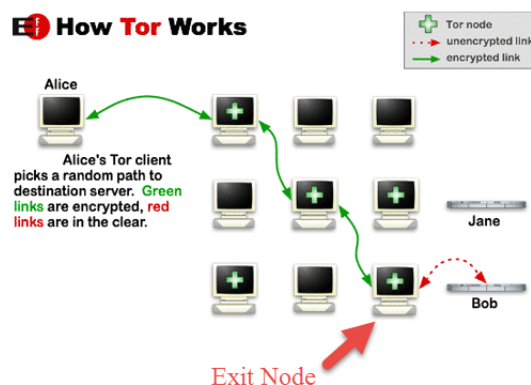 EFF How Tor Works
Tor node
unencrypted link
encrypted link
Alice
Alice's Tor client
picks a random path to
destination server. Green
links are encrypted, red
links are in the clear.
Jane
Bob
Exit Node